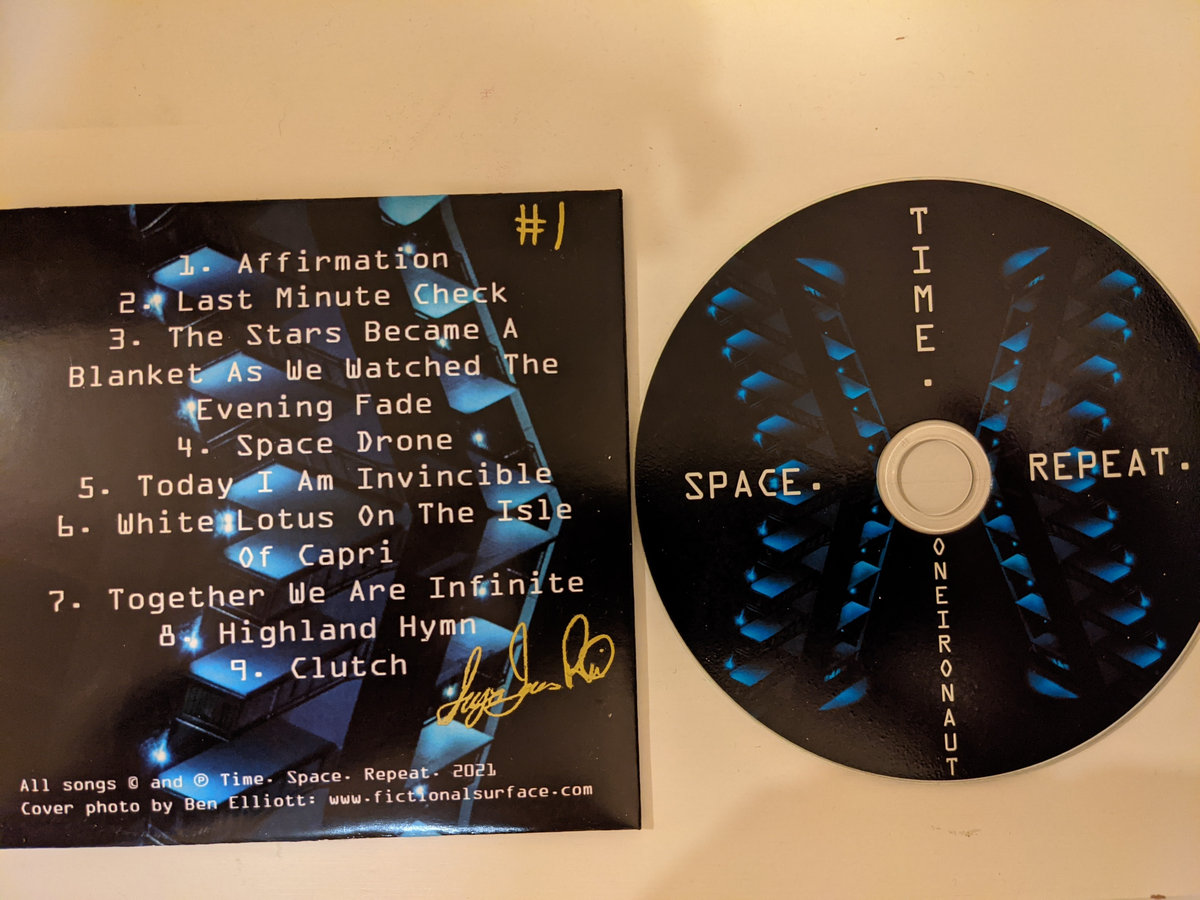 #1
1. Affirmation
2. Last Minute Check
3. The Stars Became A
Blanket As We Watched The
Evening Fade
4. Space Drone
5. Today I Am Invincible
6. White Lotus On The Isle
Of Capri
7. Together We Are Infinite
8. Highland Hymn
9. Clutch
All songs © and ℗ Time. Space. Repeat. 2021
Cover photo by Ben Elliott: www.fictionalsurface.com
TIME.
SPACE.
REPEAT.
ONEIRONAUT